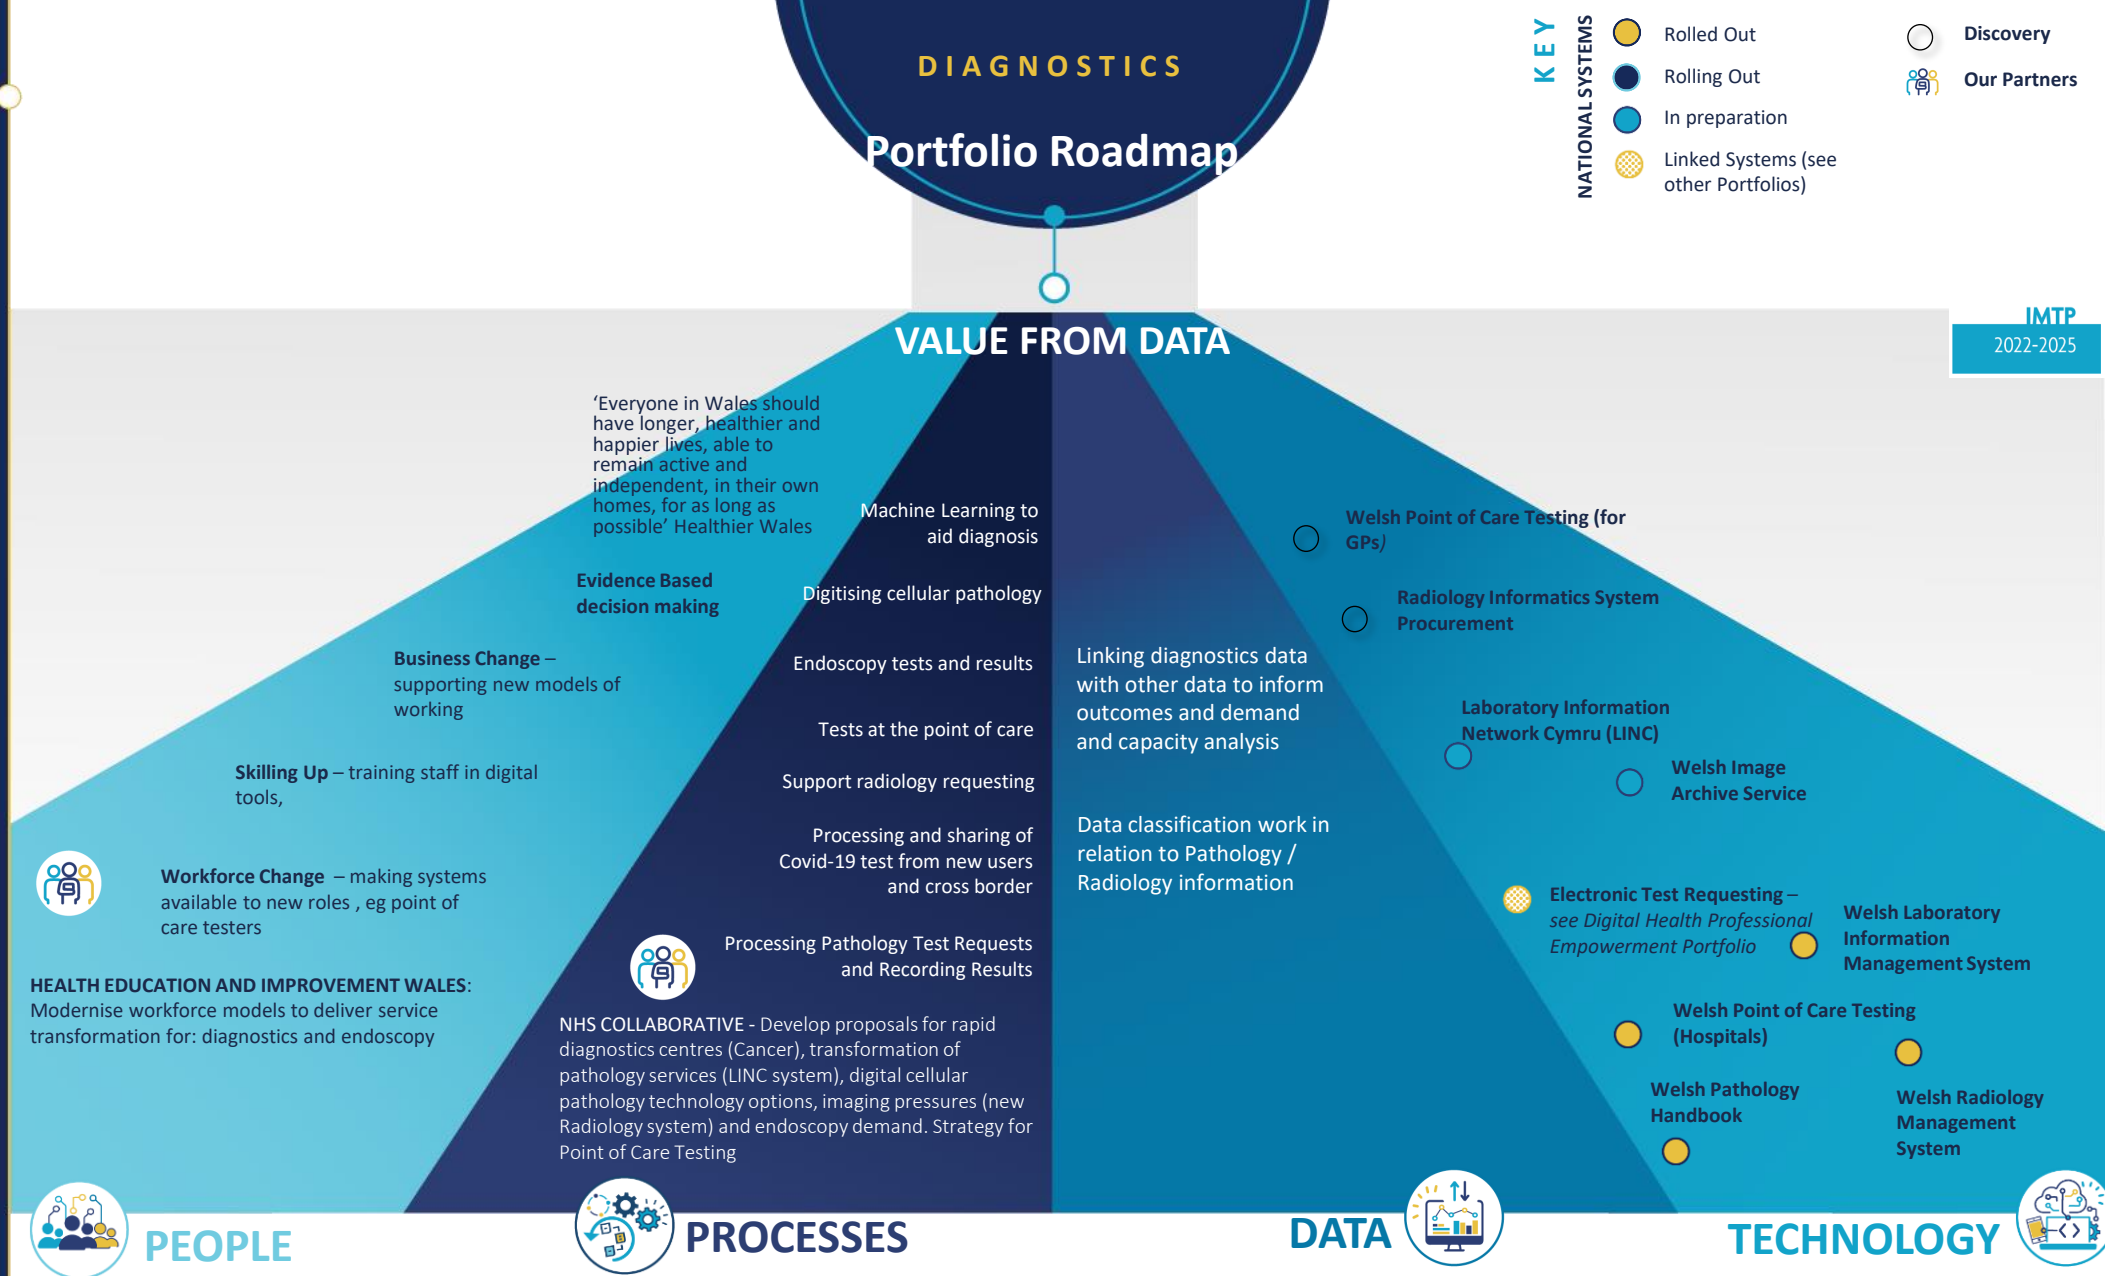 DIAGNOSTICS
Portfolio Roadmap
KEY
NATIONAL SYSTEMS
Rolled Out
Rolling Out
In preparation
Linked Systems (see
other Portfolios)
Discovery
Our Partners
IMTP
2022-2025
VALUE FROM DATA
‘Everyone in Wales should
have longer, healthier and
happier lives, able to
remain active and
independent, in their own
homes, for as long as
possible’ Healthier Wales
Evidence Based
decision making
Business Change –
supporting new models of
working
Skilling Up – training staff in digital
tools,
Workforce Change – making systems
available to new roles , eg point of
care testers
HEALTH EDUCATION AND IMPROVEMENT WALES:
Modernise workforce models to deliver service
transformation for: diagnostics and endoscopy
Machine Learning to
aid diagnosis
Digitising cellular pathology
Endoscopy tests and results
Tests at the point of care
Support radiology requesting
Processing and sharing of
Covid-19 test from new users
and cross border
Processing Pathology Test Requests
and Recording Results
NHS COLLABORATIVE - Develop proposals for rapid
diagnostics centres (Cancer), transformation of
pathology services (LINC system), digital cellular
pathology technology options, imaging pressures (new
Radiology system) and endoscopy demand. Strategy for
Point of Care Testing
Linking diagnostics data
with other data to inform
outcomes and demand
and capacity analysis
Data classification work in
relation to Pathology /
Radiology information
Welsh Point of Care Testing (for
GPs)
Radiology Informatics System
Procurement
Laboratory Information
Network Cymru (LINC)
Welsh Image
Archive Service
Electronic Test Requesting –
see Digital Health Professional
Empowerment Portfolio
Welsh Laboratory
Information
Management System
Welsh Point of Care Testing
(Hospitals)
Welsh Pathology
Handbook
Welsh Radiology
Management
System
PEOPLE
PROCESSES
DATA
TECHNOLOGY